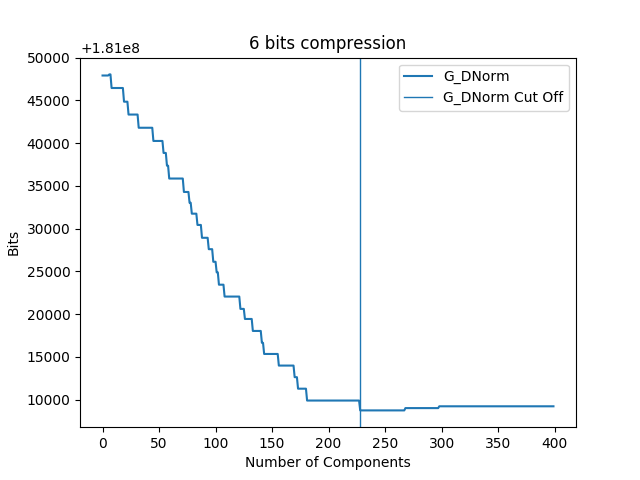 6 bits compression
+1.81e8
50000
45000
40000
35000
30000
25000
20000
15000
10000
Bits
G_DNorm
G_DNorm Cut Off
0 50 100 150 200 250 300 350 400
Number of Components